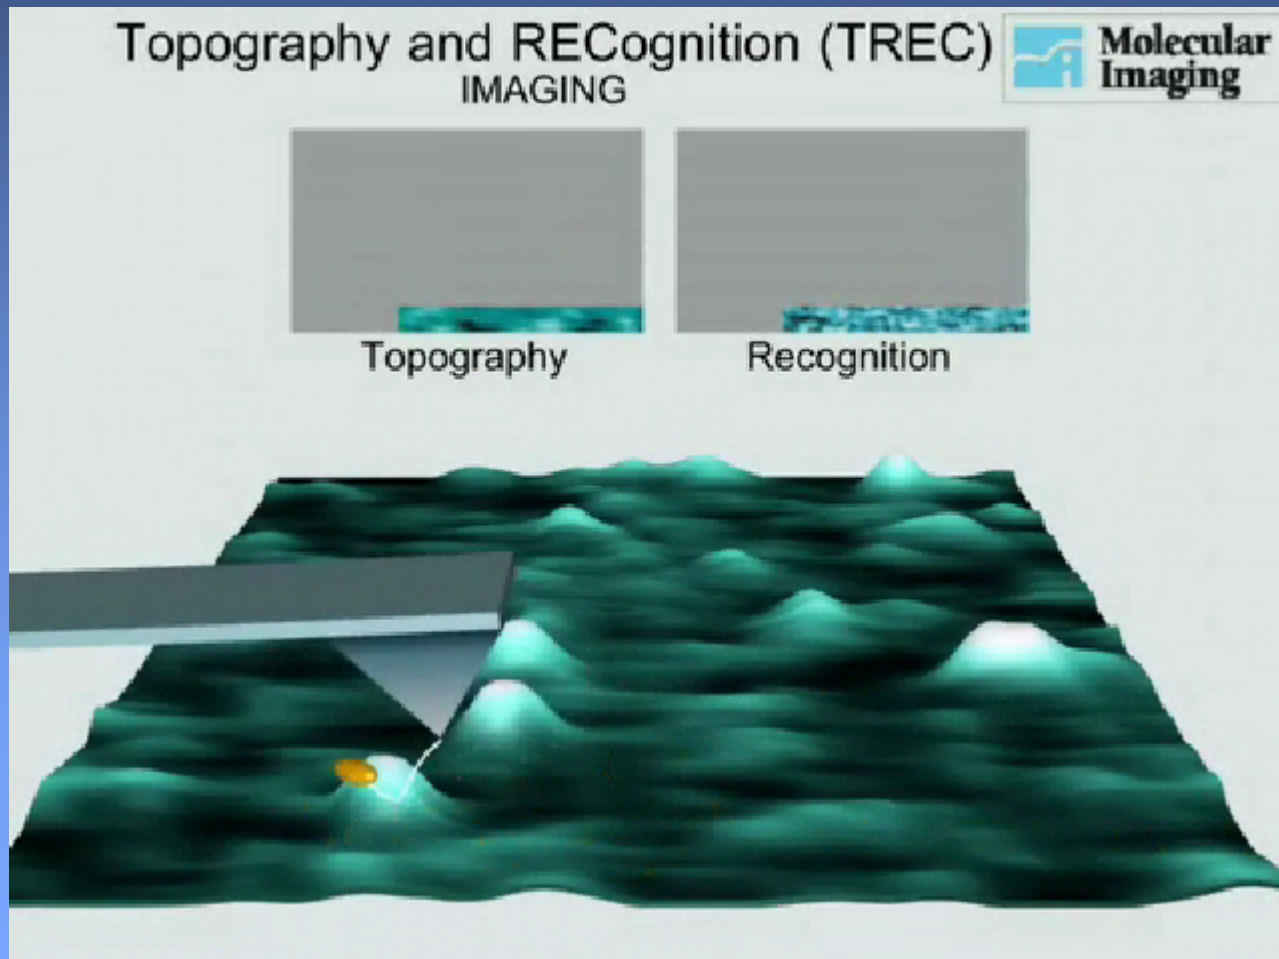 Topography and RECognition (TREC)
IMAGING
Molecular
Imaging
Topography
Recognition